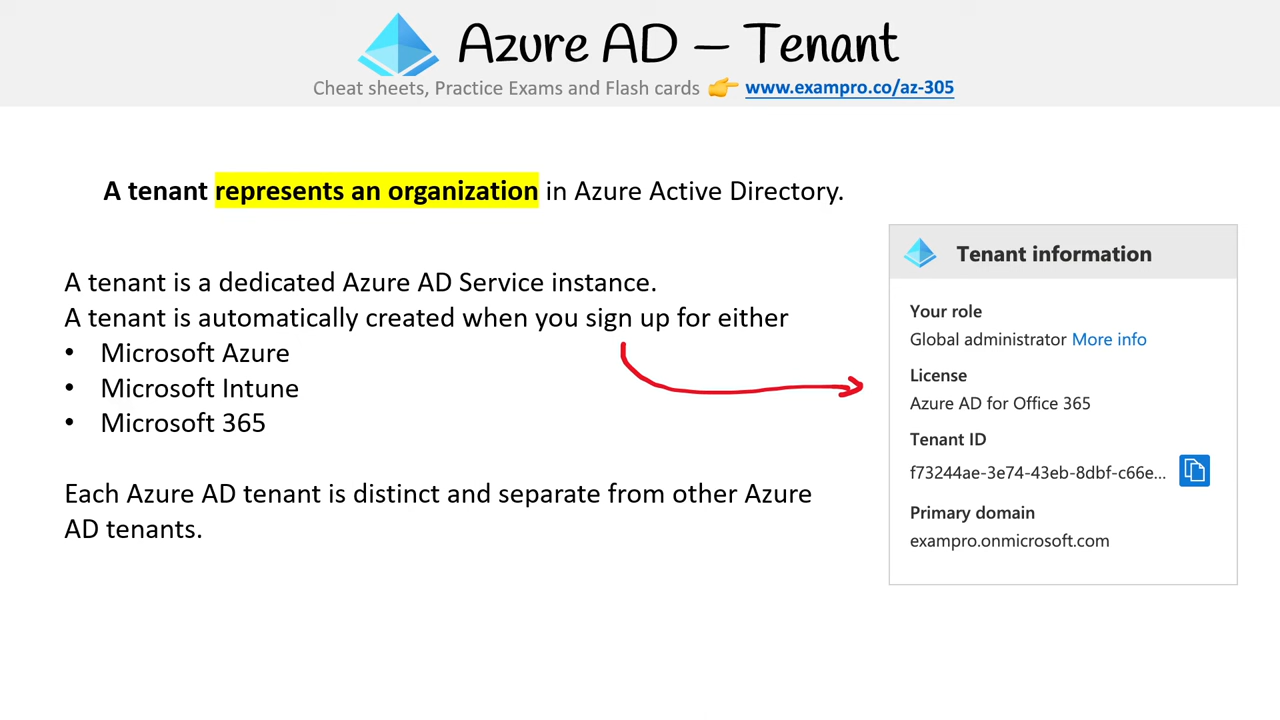 Azure AD – Tenant
Cheat sheets, Practice Exams and Flash cards 👉 www.exampro.co/az-305
A tenant represents an organization in Azure Active Directory.
A tenant is a dedicated Azure AD Service instance.
A tenant is automatically created when you sign up for either
• Microsoft Azure
• Microsoft Intune
• Microsoft 365
Each Azure AD tenant is distinct and separate from other Azure
AD tenants.
Tenant information
Your role
Global administrator More info
License
Azure AD for Office 365
Tenant ID
f73244ae-3e74-43eb-8dbf-c66e...
Primary domain
exampro.onmicrosoft.com